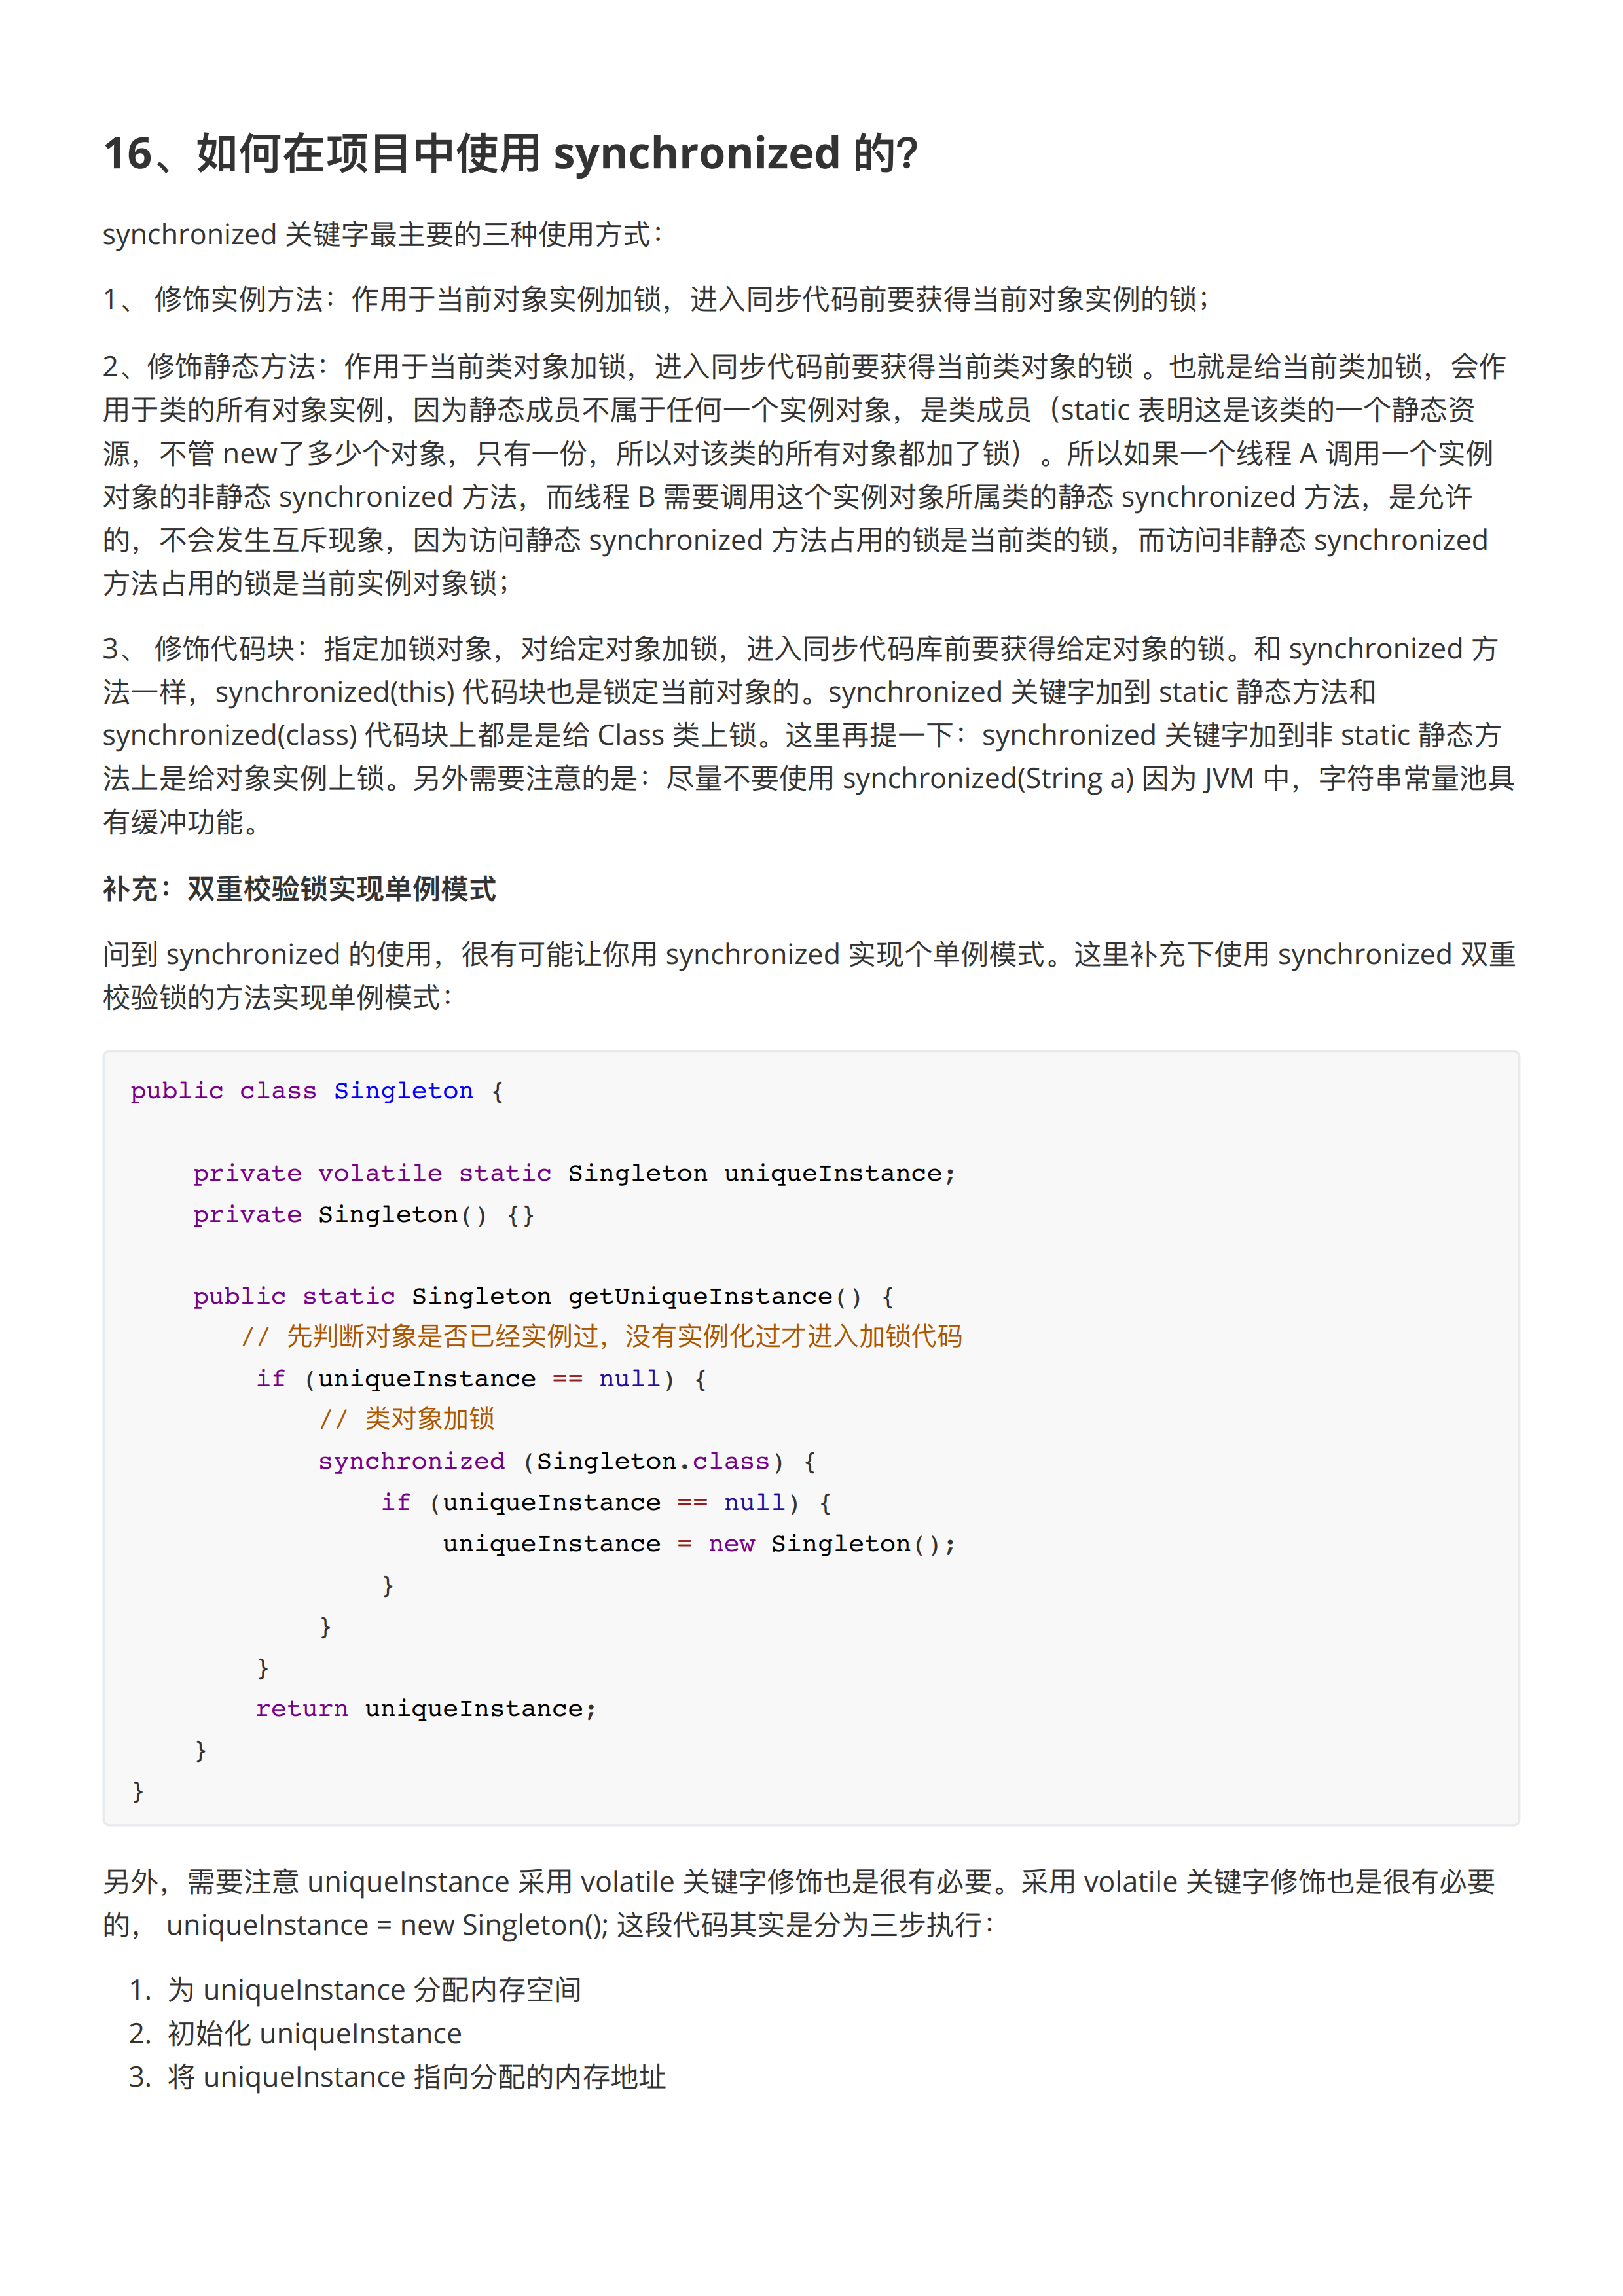 16、如何在项目中使用 synchronized 的？
synchronized 关键字最主要的三种使用方式：
1、 修饰实例方法：作用于当前对象实例加锁，进入同步代码前要获得当前对象实例的锁；
2、修饰静态方法：作用于当前类对象加锁，进入同步代码前要获得当前类对象的锁 。也就是给当前类加锁，会作
用于类的所有对象实例，因为静态成员不属于任何一个实例对象，是类成员（static 表明这是该类的一个静态资
源，不管 new了多少个对象，只有一份，所以对该类的所有对象都加了锁）。所以如果一个线程 A 调用一个实例
对象的非静态 synchronized 方法，而线程 B 需要调用这个实例对象所属类的静态 synchronized 方法，是允许
的，不会发生互斥现象，因为访问静态 synchronized 方法占用的锁是当前类的锁，而访问非静态 synchronized
方法占用的锁是当前实例对象锁；
3、 修饰代码块：指定加锁对象，对给定对象加锁，进入同步代码库前要获得给定对象的锁。和 synchronized 方
法一样，synchronized(this) 代码块也是锁定当前对象的。synchronized 关键字加到 static 静态方法和
synchronized(class) 代码块上都是是给 Class 类上锁。这里再提一下：synchronized 关键字加到非 static 静态方
法上是给对象实例上锁。另外需要注意的是：尽量不要使用 synchronized(String a) 因为 JVM 中，字符串常量池具
有缓冲功能。
补充：双重校验锁实现单例模式
问到 synchronized 的使用，很有可能让你用 synchronized 实现个单例模式。这里补充下使用 synchronized 双重
校验锁的方法实现单例模式：
public class Singleton {
    private volatile static Singleton uniqueInstance;
    private Singleton() {}
    public static Singleton getUniqueInstance() {
       // 先判断对象是否已经实例过，没有实例化过才进入加锁代码
        if (uniqueInstance == null) {
            // 类对象加锁
            synchronized (Singleton.class) {
                if (uniqueInstance == null) {
                    uniqueInstance = new Singleton();
                }
            }
        }
        return uniqueInstance;
    }
}
另外，需要注意 uniqueInstance 采用 volatile 关键字修饰也是很有必要。采用 volatile 关键字修饰也是很有必要
的， uniqueInstance = new Singleton(); 这段代码其实是分为三步执行：
1. 为 uniqueInstance 分配内存空间
2. 初始化 uniqueInstance
3. 将 uniqueInstance 指向分配的内存地址